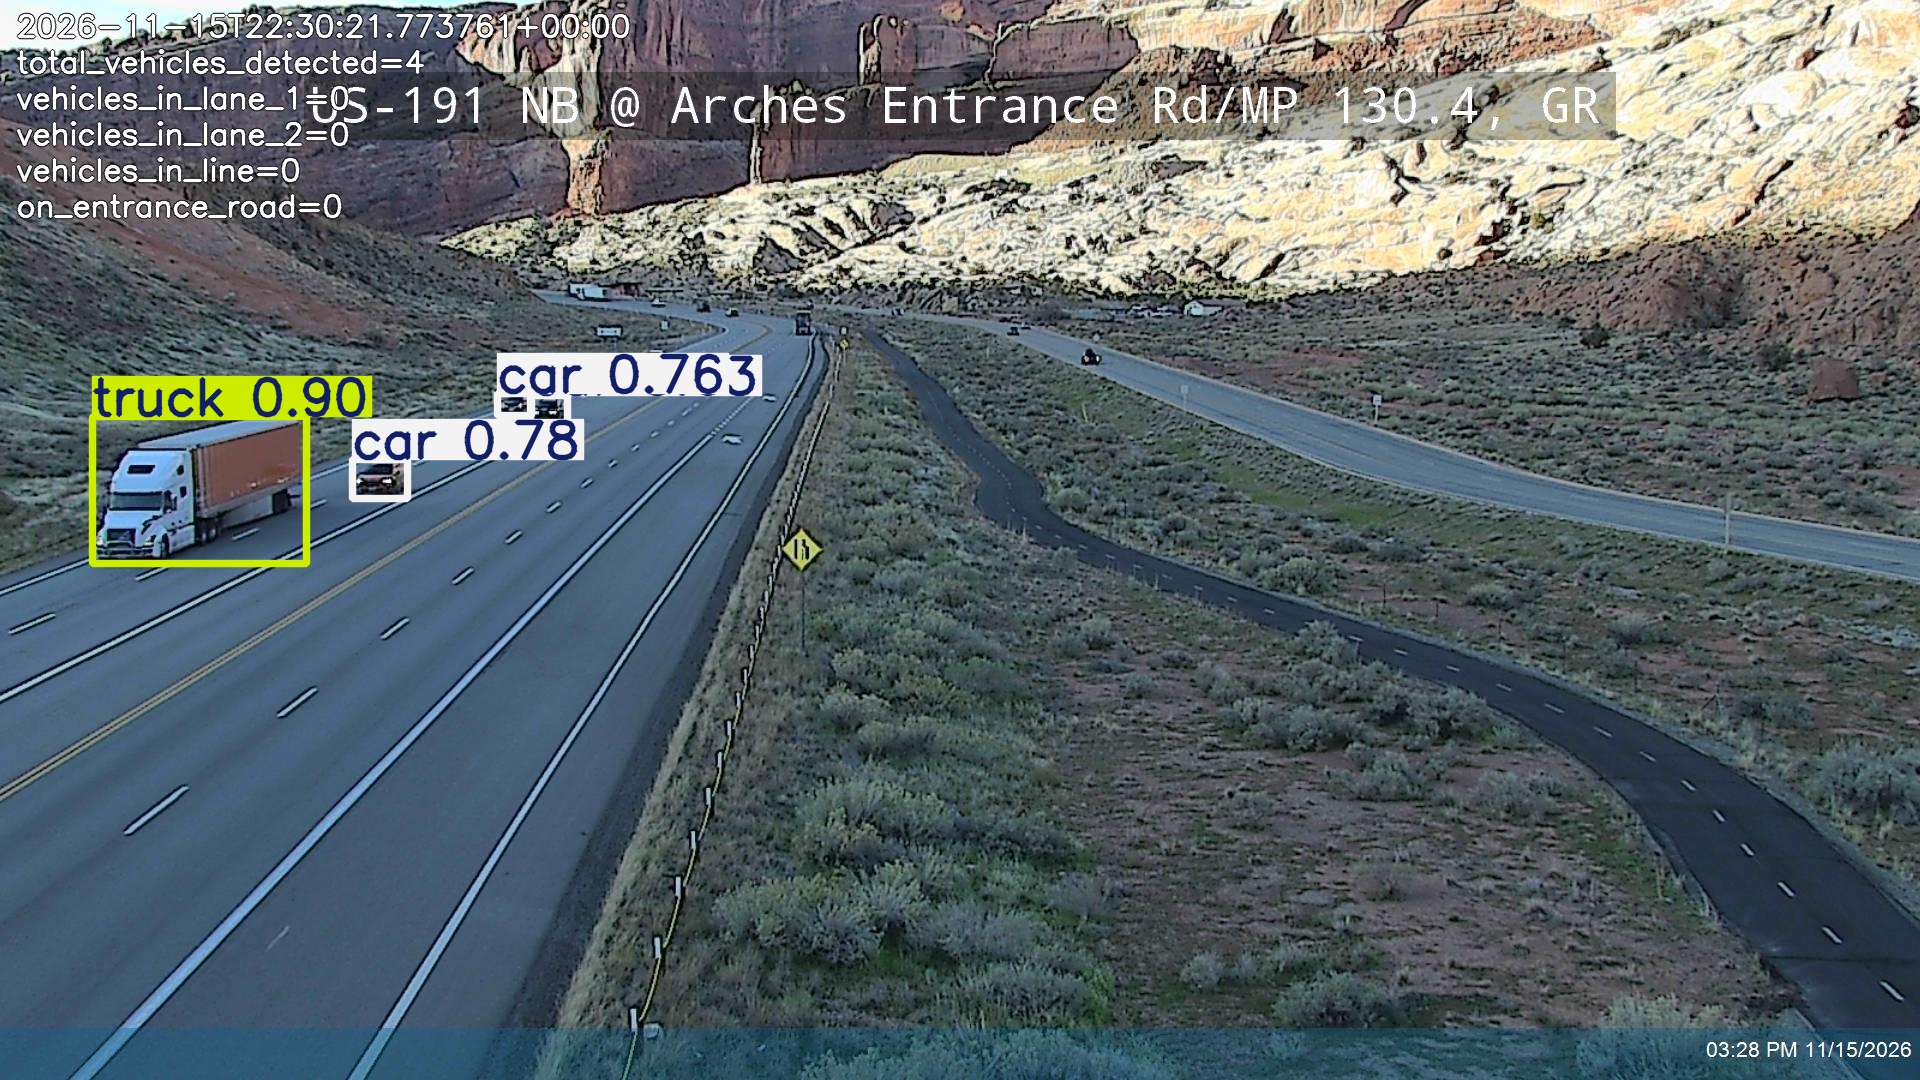 2026-11-15T22:30:21.773761+00:00
total_vehicles_detected=4
vehicles_in_lane_1=0
US-191 NB @ Arches Entrance Rd/MP 130.4, GR
vehicles_in_lane_2=0
vehicles_in_line=0
on_entrance_road=0
car 0.763
truck 0.90
car 0.78
03:28 PM 11/15/2026